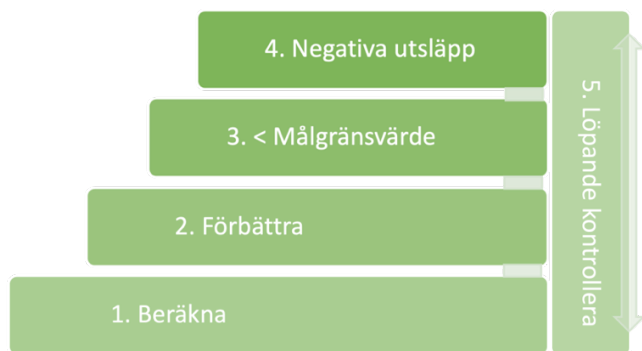 4. Negativa utsläpp
3. < Målgränsvärde
2. Förbättra
1. Beräkna
5. Löpande kontrollera